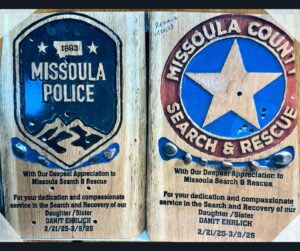 1883
MISSOULA
POLICE
With Our Deepest Appreciation to
Missoula Search & Rescue
For your dedication and compassionate
service in the Search and Recovery of our
Daughter /Sister
DANIT EHRLICH
2/21/25-3/9/25
MISSOULA COUNTY
SEARCH & RESCUE
With Our Deepest Appreciation to
Missoula Search & Rescue
For your dedication and compassionate
service in the Search and Recovery of our
Daughter /Sister
DANIT EHRLICH
2/21/25-3/9/25